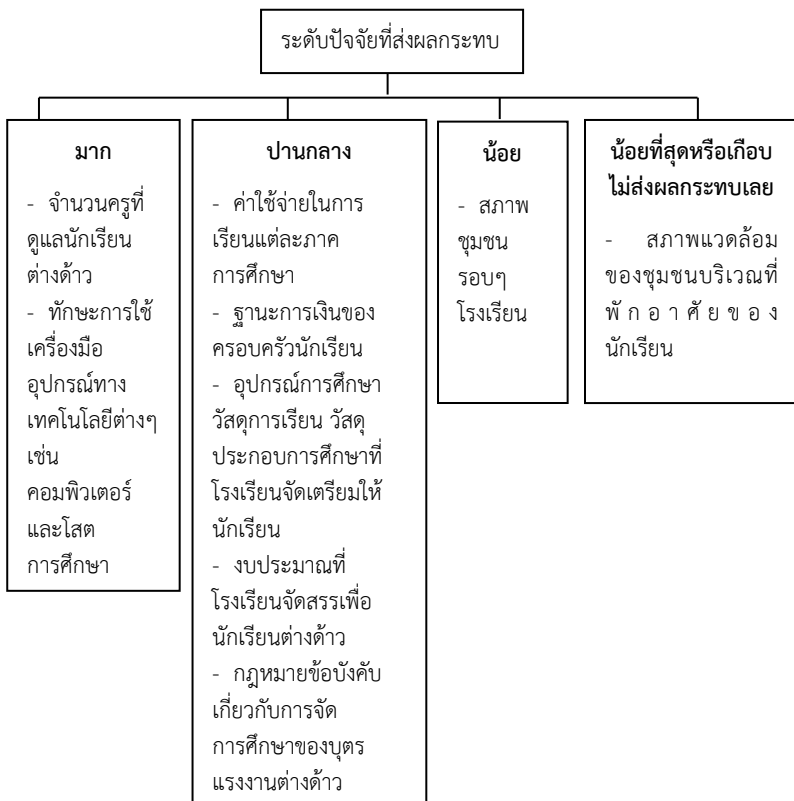 ระดับปัจจัยที่ส่งผลกระทบ
มาก
- จำนวนครูที่
ดูแลนักเรียน
ต่างด้าว
- ทักษะการใช้
เครื่องมือ
อุปกรณ์ทาง
เทคโนโลยีต่างๆ
เช่น
คอมพิวเตอร์
และโสต
การศึกษา
ปานกลาง
- ค่าใช้จ่ายในการ
เรียนแต่ละภาค
การศึกษา
- ฐานะการเงินของ
ครอบครัวนักเรียน
- อุปกรณ์การศึกษา
วัสดุการเรียน วัสดุ
ประกอบการศึกษาที่
โรงเรียนจัดเตรียมให้
นักเรียน
- งบประมาณที่
โรงเรียนจัดสรรเพื่อ
นักเรียนต่างด้าว
- กฎหมายข้อบังคับ
เกี่ยวกับการจัด
การศึกษาของบุตร
แรงงานต่างด้าว
น้อย
- สภาพ
ชุมชน
รอบๆ
โรงเรียน
น้อยที่สุดหรือเกือบ
ไม่ส่งผลกระทบเลย
- สภาพแวดล้อม
ของชุมชนบริเวณที่
พักอาศัยของ
นักเรียน